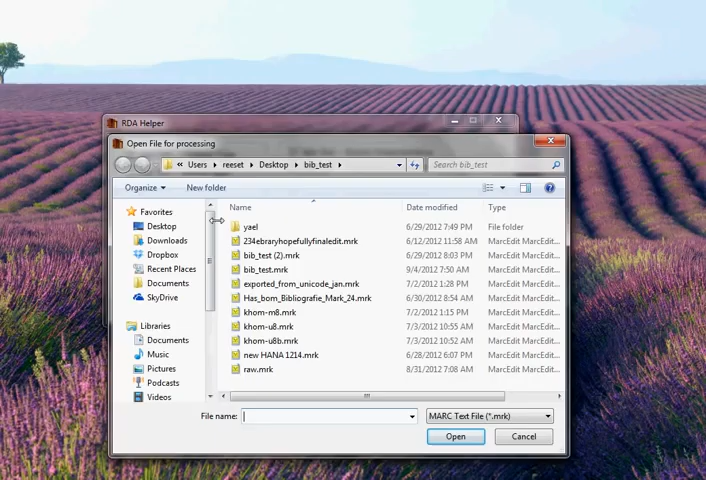 RDA Helper
Open File for processing
« Users ▸ reeset ▸ Desktop ▸ bib_test ▸ Search bib_test
Organize ▾ New folder
Favorites
Desktop
Downloads
Dropbox
Recent Places
Documents
SkyDrive
Libraries
Documents
Music
Pictures
Podcasts
Videos
Name Date modified Type
yael 6/29/2012 7:49 PM File folder
234ebraryhopefullyfinaledit.mrk 6/12/2012 11:58 AM MarcEdit MarcEdit...
bib_test (2).mrk 6/29/2012 8:03 PM MarcEdit MarcEdit...
bib_test.mrk 9/4/2012 7:50 AM MarcEdit MarcEdit...
exported_from_unicode_jan.mrk 7/2/2012 1:28 PM MarcEdit MarcEdit...
Has_bom_Bibliografie_Mark_24.mrk 6/30/2012 8:54 AM MarcEdit MarcEdit...
khom-m8.mrk 7/2/2012 1:15 PM MarcEdit MarcEdit...
khom-u8.mrk 7/3/2012 10:55 AM MarcEdit MarcEdit...
khom-u8b.mrk 7/3/2012 10:52 AM MarcEdit MarcEdit...
new HANA 1214.mrk 6/28/2012 6:07 PM MarcEdit MarcEdit...
raw.mrk 8/31/2012 7:08 AM MarcEdit MarcEdit...
File name: MARC Text File (*.mrk)
Open Cancel